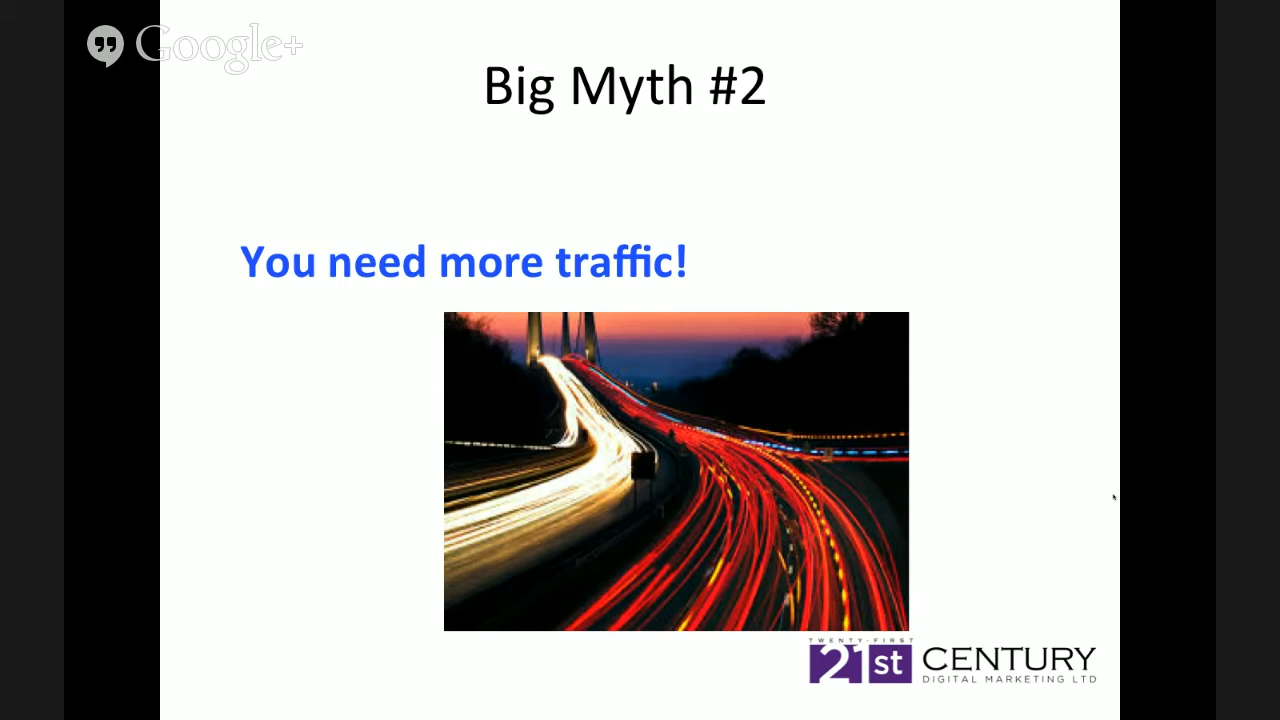 Google+
Big Myth #2
You need more traffic!
TWENTY-FIRST
21st CENTURY
DIGITAL MARKETING LTD